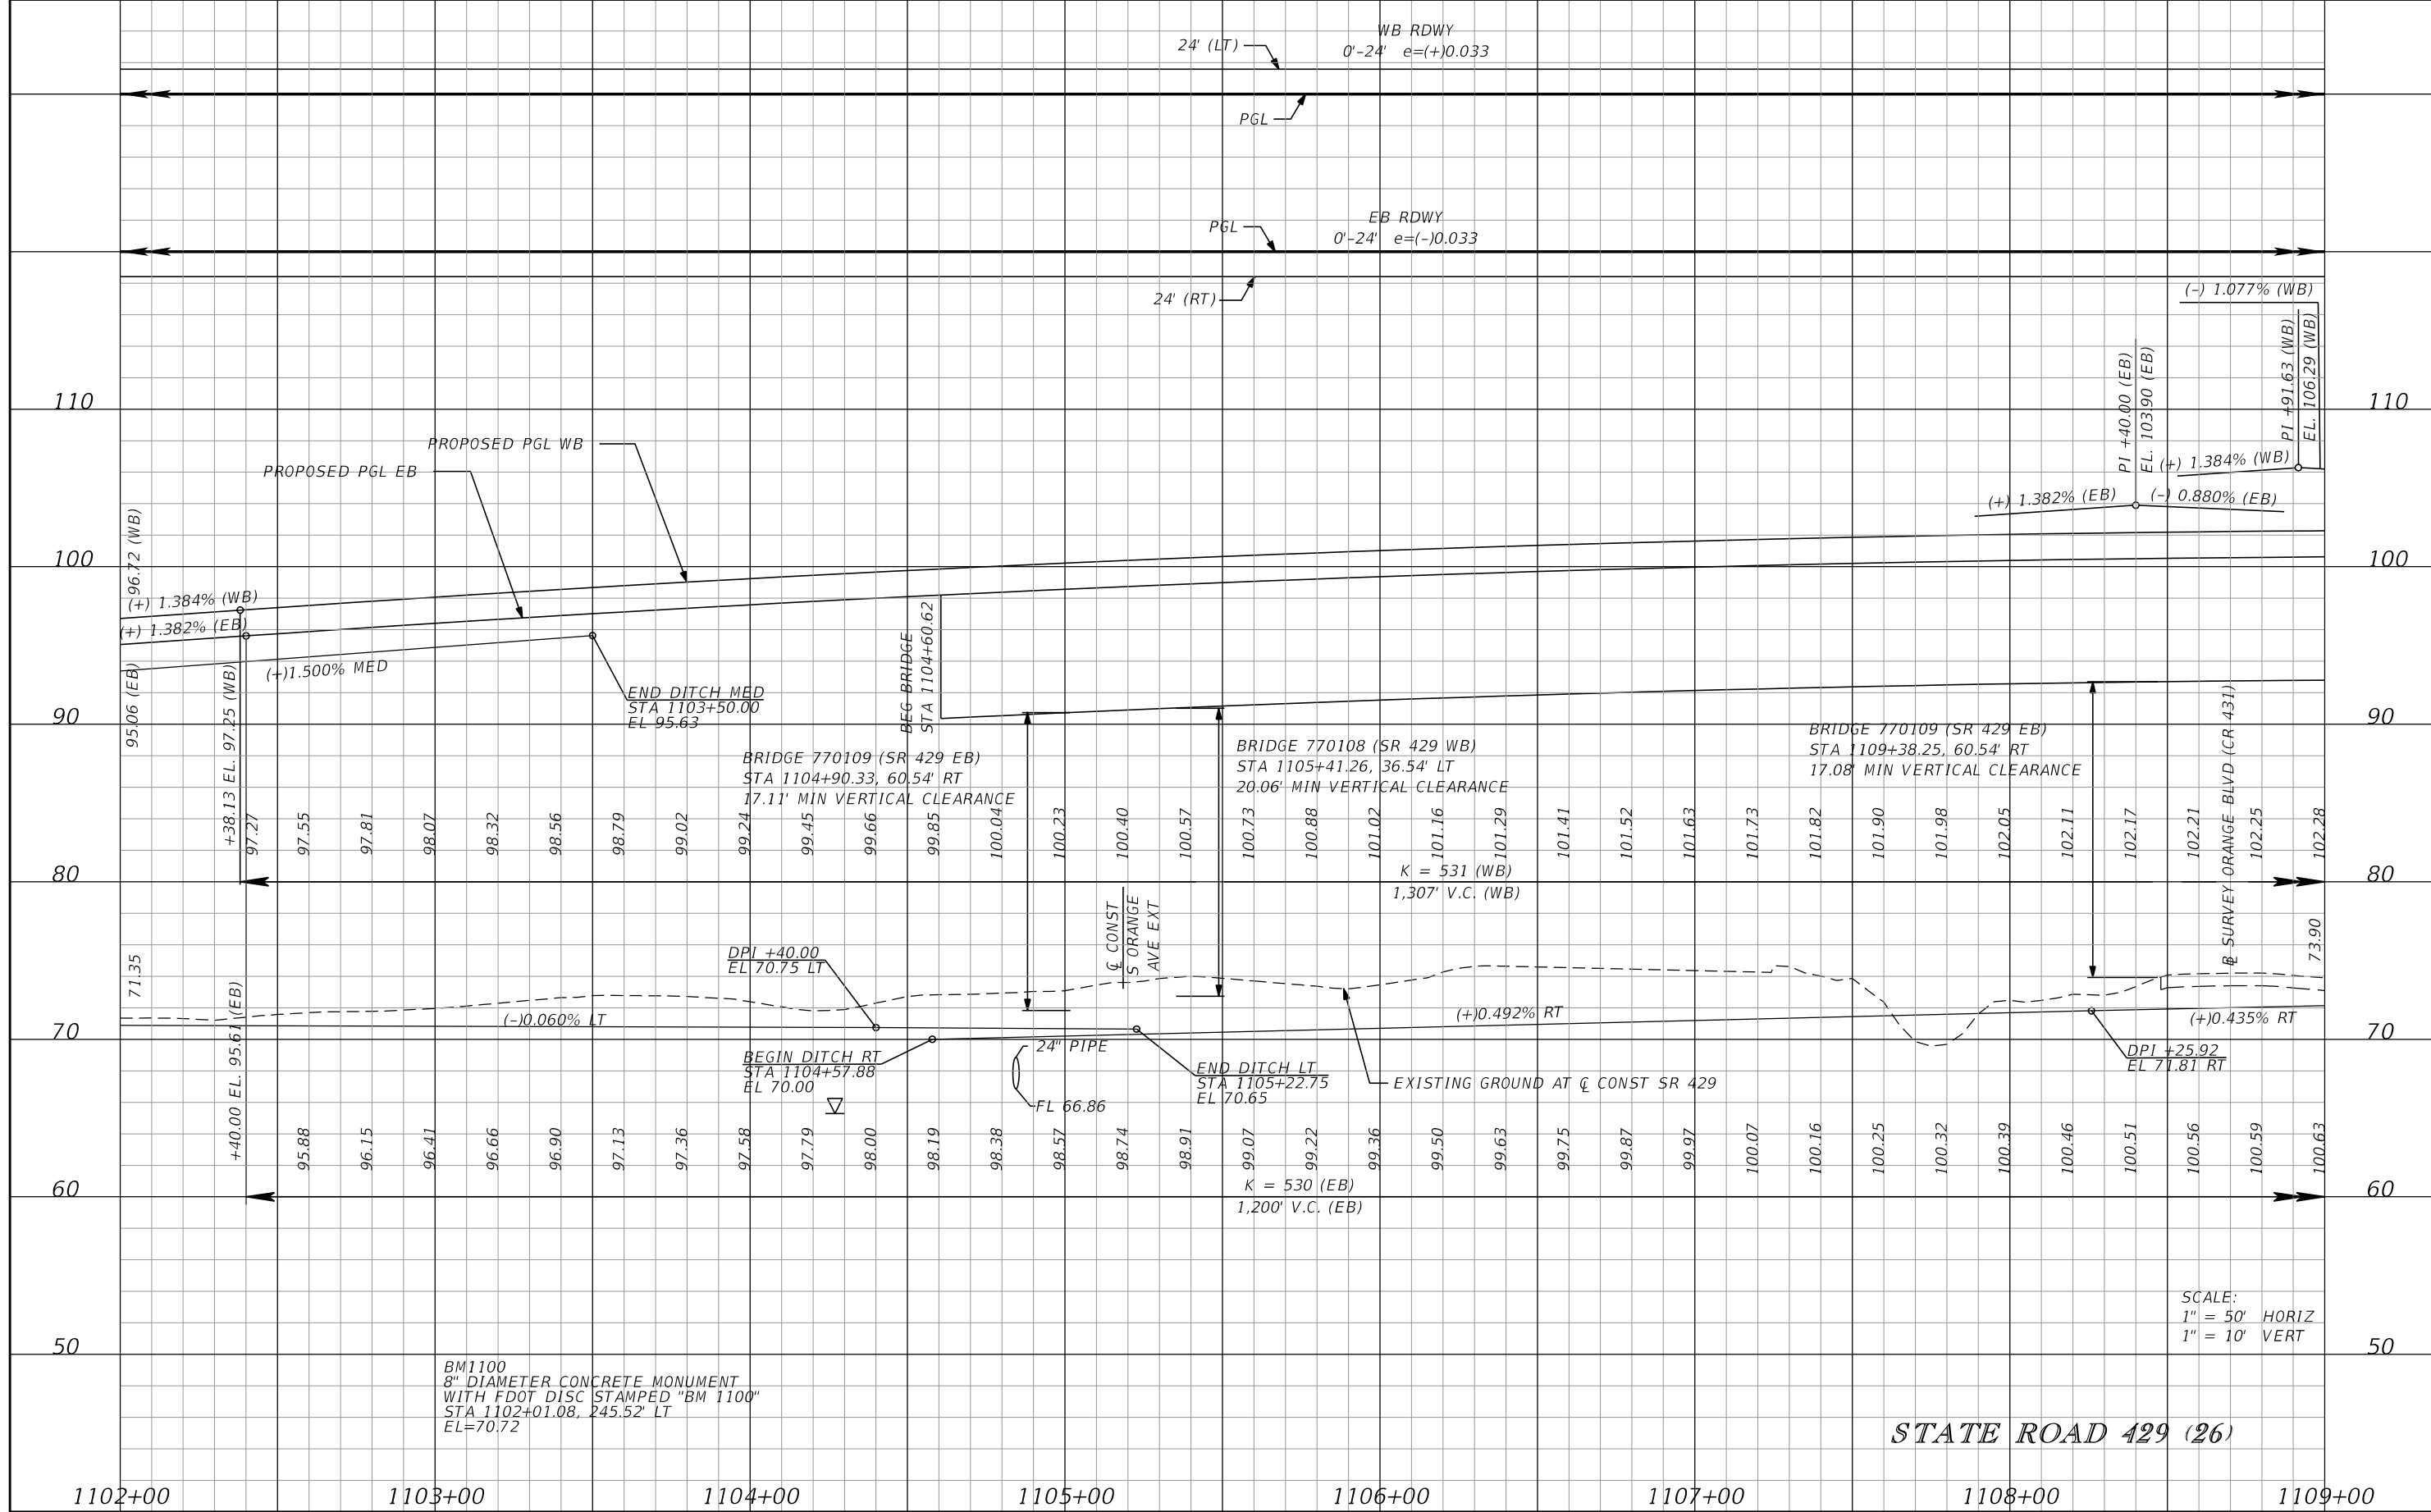 WB RDWY
0'-24' e=(+)0.033
24' (LT)
PGL
EB RDWY
0'-24' e=(-)0.033
PGL
24' (RT)
(-) 1.077% (WB)
PI +91.63 (WB)
EL. 106.29 (WB)
PI +40.00 (EB)
EL. 103.90 (EB)
110
110
PROPOSED PGL WB
PROPOSED PGL EB
(+) 1.384% (WB)
(+) 1.382% (EB)
(-) 0.880% (EB)
96.72 (WB)
100
100
(+) 1.384% (WB)
(+) 1.382% (EB)
95.06 (EB)
(+)1.500% MED
+38.13 EL. 97.25 (WB)
END DITCH MED
STA 1103+50.00
EL 95.63
BEG BRIDGE
STA 1104+60.62
90
90
BRIDGE 770109 (SR 429 EB)
STA 1104+90.33, 60.54' RT
17.11' MIN VERTICAL CLEARANCE
BRIDGE 770108 (SR 429 WB)
STA 1105+41.26, 36.54' LT
20.06' MIN VERTICAL CLEARANCE
BRIDGE 770109 (SR 429 EB)
STA 1109+38.25, 60.54' RT
17.08' MIN VERTICAL CLEARANCE
BL SURVEY ORANGE BLVD (CR 431)
97.27 97.55 97.81 98.07 98.32 98.56 98.79 99.02 99.24 99.45 99.66 99.85 100.04 100.23 100.40 100.57 100.73 100.88 101.02 101.16 101.29 101.41 101.52 101.63 101.73 101.82 101.90 101.98 102.05 102.11 102.17 102.21 102.25 102.28
80
80
K = 531 (WB)
1,307' V.C. (WB)
71.35
73.90
CL CONST
S ORANGE
AVE EXT
DPI +40.00
EL 70.75 LT
+40.00 EL. 95.61 (EB)
(-)0.060% LT
(+)0.492% RT
(+)0.435% RT
70
70
BEGIN DITCH RT
STA 1104+57.88
EL 70.00
24" PIPE
FL 66.86
END DITCH LT
STA 1105+22.75
EL 70.65
EXISTING GROUND AT CL CONST SR 429
DPI +25.92
EL 71.81 RT
95.88 96.15 96.41 96.66 96.90 97.13 97.36 97.58 97.79 98.00 98.19 98.38 98.57 98.74 98.91 99.07 99.22 99.36 99.50 99.63 99.75 99.87 99.97 100.07 100.16 100.25 100.32 100.39 100.46 100.51 100.56 100.59 100.63
60
60
K = 530 (EB)
1,200' V.C. (EB)
SCALE:
1" = 50' HORIZ
1" = 10' VERT
50
50
BM1100
8" DIAMETER CONCRETE MONUMENT
WITH FDOT DISC STAMPED "BM 1100"
STA 1102+01.08, 245.52' LT
EL=70.72
STATE ROAD 429 (26)
1102+00 1103+00 1104+00 1105+00 1106+00 1107+00 1108+00 1109+00